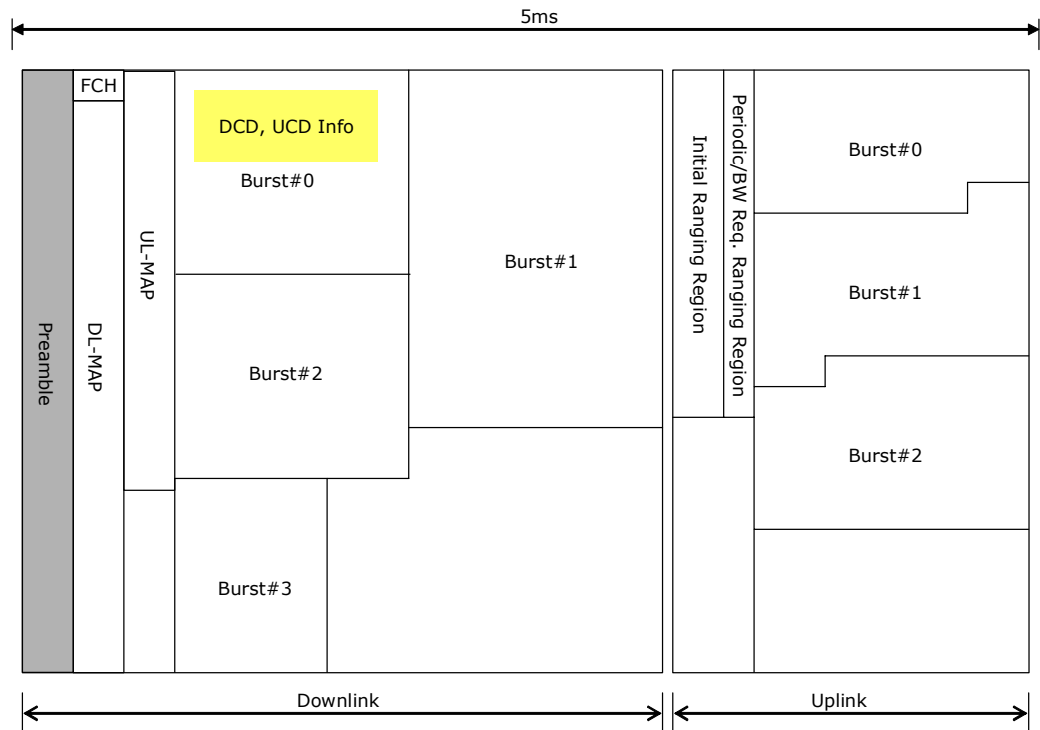 5ms
FCH
DCD, UCD Info
Burst#0
Burst#1
Burst#2
Burst#3
Preamble
DL-MAP
UL-MAP
Initial Ranging Region
Periodic/BW Req. Ranging Region
Burst#0
Burst#1
Burst#2
Downlink
Uplink